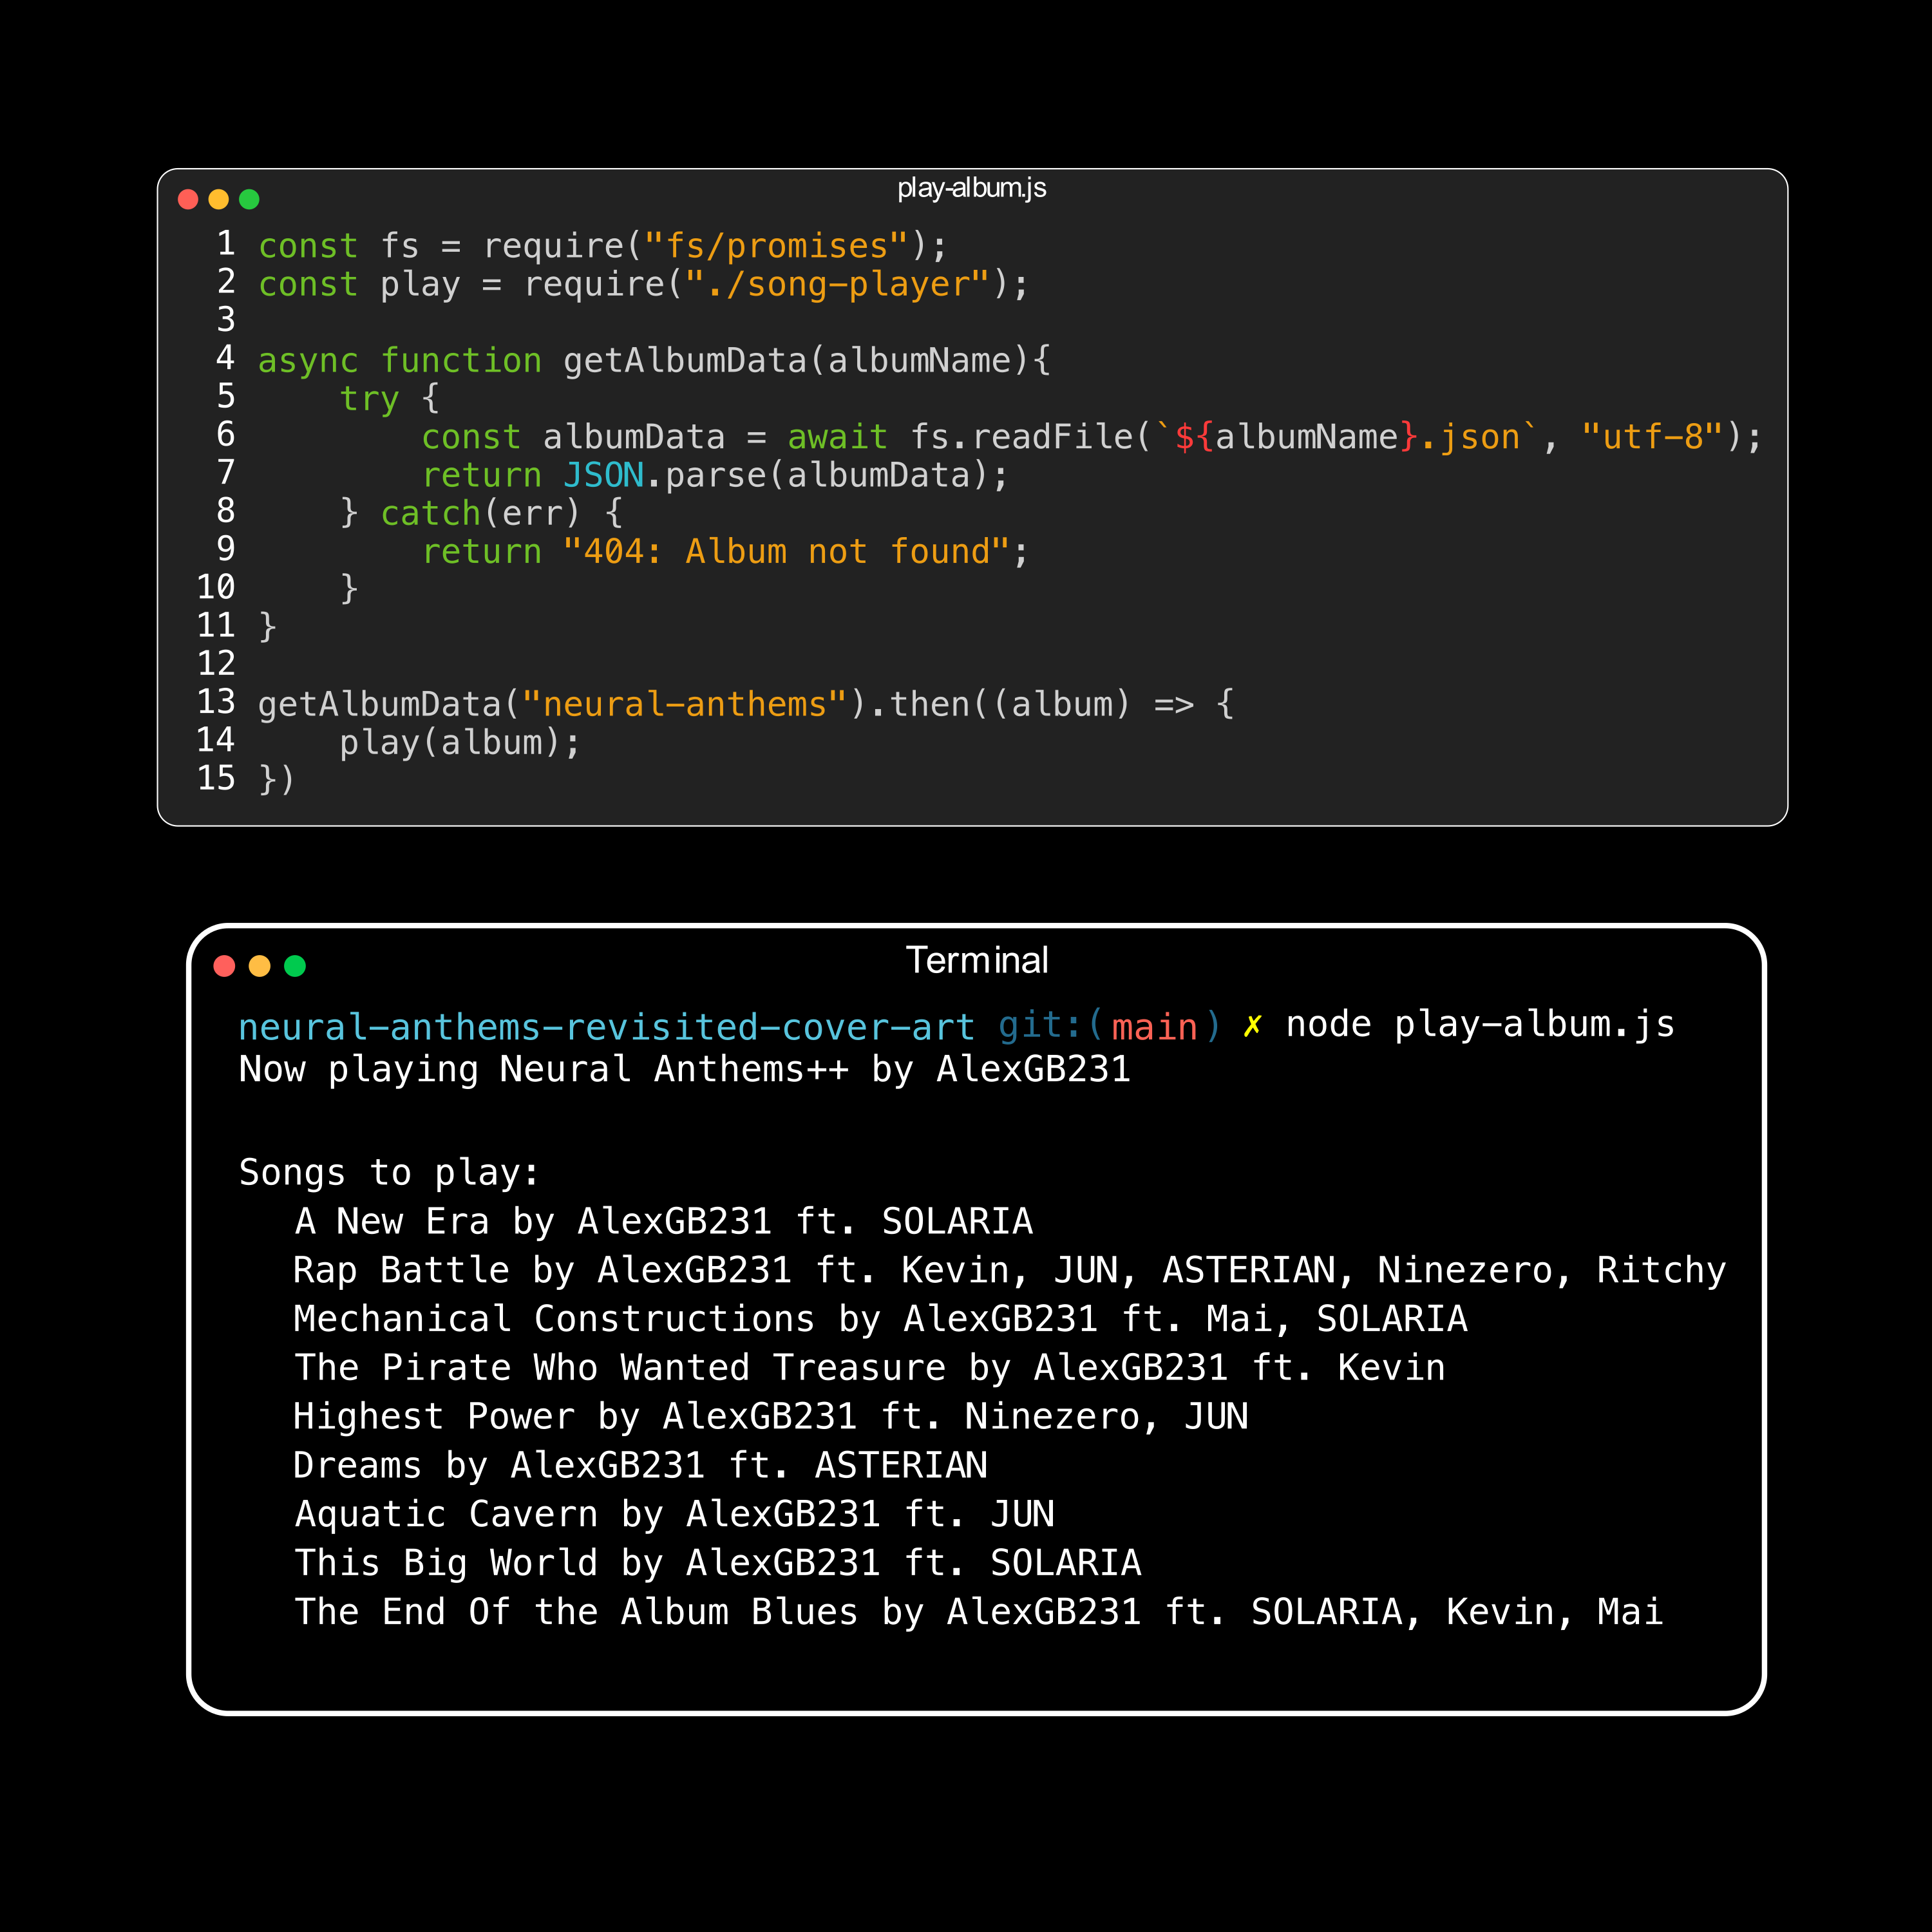 play-album.js
1 const fs = require("fs/promises");
2 const play = require("./song-player");
3
4 async function getAlbumData(albumName){
5     try {
6         const albumData = await fs.readFile(`${albumName}.json`, "utf-8");
7         return JSON.parse(albumData);
8     } catch(err) {
9         return "404: Album not found";
10     }
11 }
12
13 getAlbumData("neural-anthems").then((album) => {
14     play(album);
15 })
Terminal
neural-anthems-revisited-cover-art git:(main) ✗ node play-album.js
Now playing Neural Anthems++ by AlexGB231
Songs to play:
A New Era by AlexGB231 ft. SOLARIA
Rap Battle by AlexGB231 ft. Kevin, JUN, ASTERIAN, Ninezero, Ritchy
Mechanical Constructions by AlexGB231 ft. Mai, SOLARIA
The Pirate Who Wanted Treasure by AlexGB231 ft. Kevin
Highest Power by AlexGB231 ft. Ninezero, JUN
Dreams by AlexGB231 ft. ASTERIAN
Aquatic Cavern by AlexGB231 ft. JUN
This Big World by AlexGB231 ft. SOLARIA
The End Of the Album Blues by AlexGB231 ft. SOLARIA, Kevin, Mai